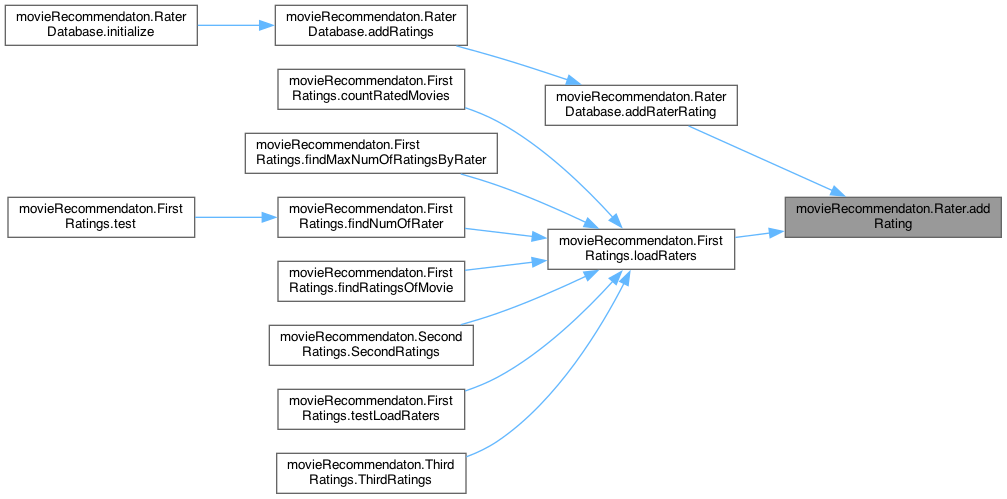 movieRecommendaton.Rater
Database.initialize
movieRecommendaton.Rater
Database.addRatings
movieRecommendaton.First
Ratings.countRatedMovies
movieRecommendaton.Rater
Database.addRaterRating
movieRecommendaton.First
Ratings.findMaxNumOfRatingsByRater
movieRecommendaton.First
Ratings.test
movieRecommendaton.First
Ratings.findNumOfRater
movieRecommendaton.Rater.add
Rating
movieRecommendaton.First
Ratings.loadRaters
movieRecommendaton.First
Ratings.findRatingsOfMovie
movieRecommendaton.Second
Ratings.SecondRatings
movieRecommendaton.First
Ratings.testLoadRaters
movieRecommendaton.Third
Ratings.ThirdRatings